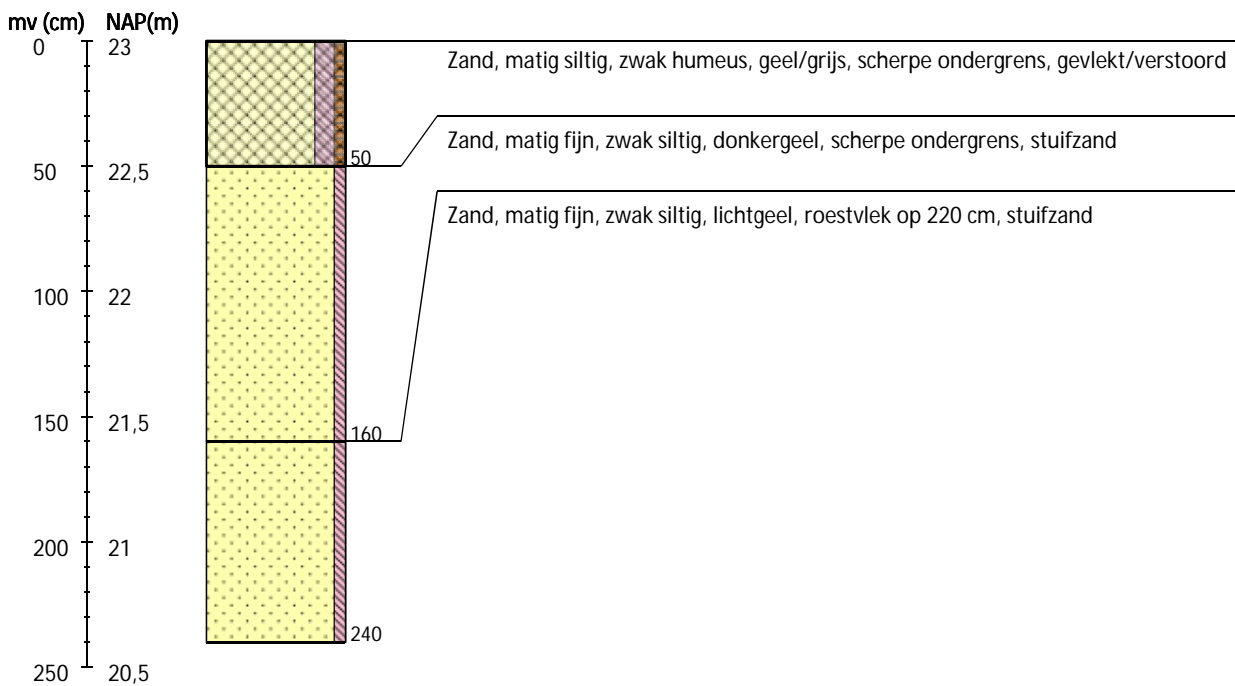 mv (cm) NAP(m)
0 23
Zand, matig siltig, zwak humeus, geel/grijs, scherpe ondergrens, gevlekt/verstoord
Zand, matig fijn, zwak siltig, donkergeel, scherpe ondergrens, stuifzand
50
50 22,5
Zand, matig fijn, zwak siltig, lichtgeel, roestvlek op 220 cm, stuifzand
100 22
150 21,5
160
200 21
240
250 20,5